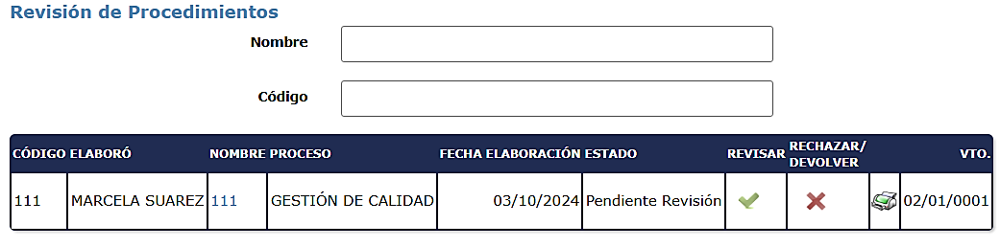 Revisión de Procedimientos
Nombre
Código
CÓDIGO ELABORÓ NOMBRE PROCESO FECHA ELABORACIÓN ESTADO REVISAR RECHAZAR/ DEVOLVER VTO.
111 MARCELA SUAREZ 111 GESTIÓN DE CALIDAD 03/10/2024 Pendiente Revisión 02/01/0001